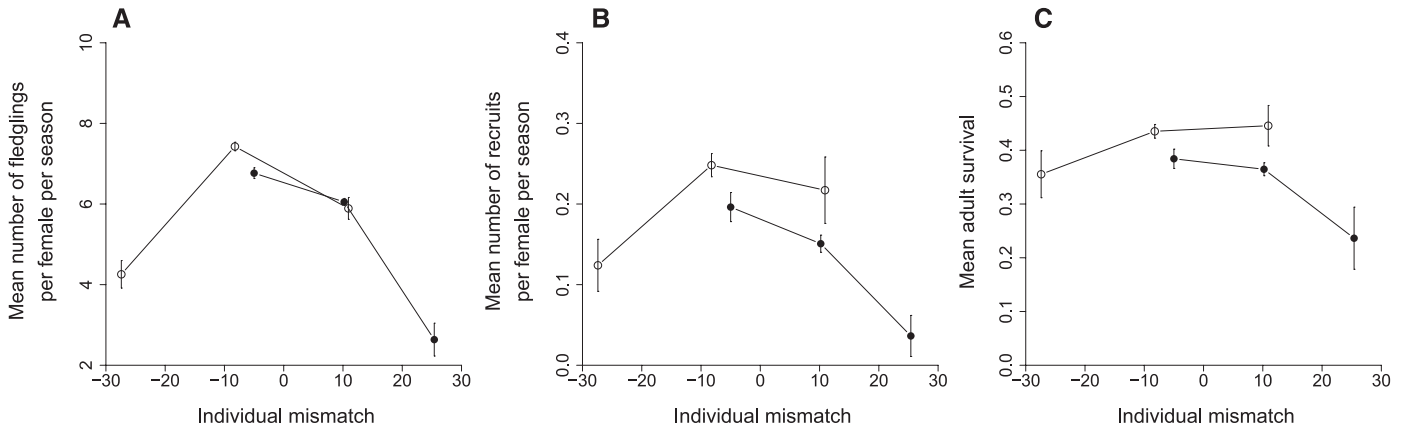 A
Mean number of fledglings
per female per season
10
8
6
4
2
−30 −20 −10 0 10 20 30
Individual mismatch
B
Mean number of recruits
per female per season
0.4
0.3
0.2
0.1
0.0
−30 −20 −10 0 10 20 30
Individual mismatch
C
Mean adult survival
0.6
0.5
0.4
0.3
0.2
0.1
0.0
−30 −20 −10 0 10 20 30
Individual mismatch